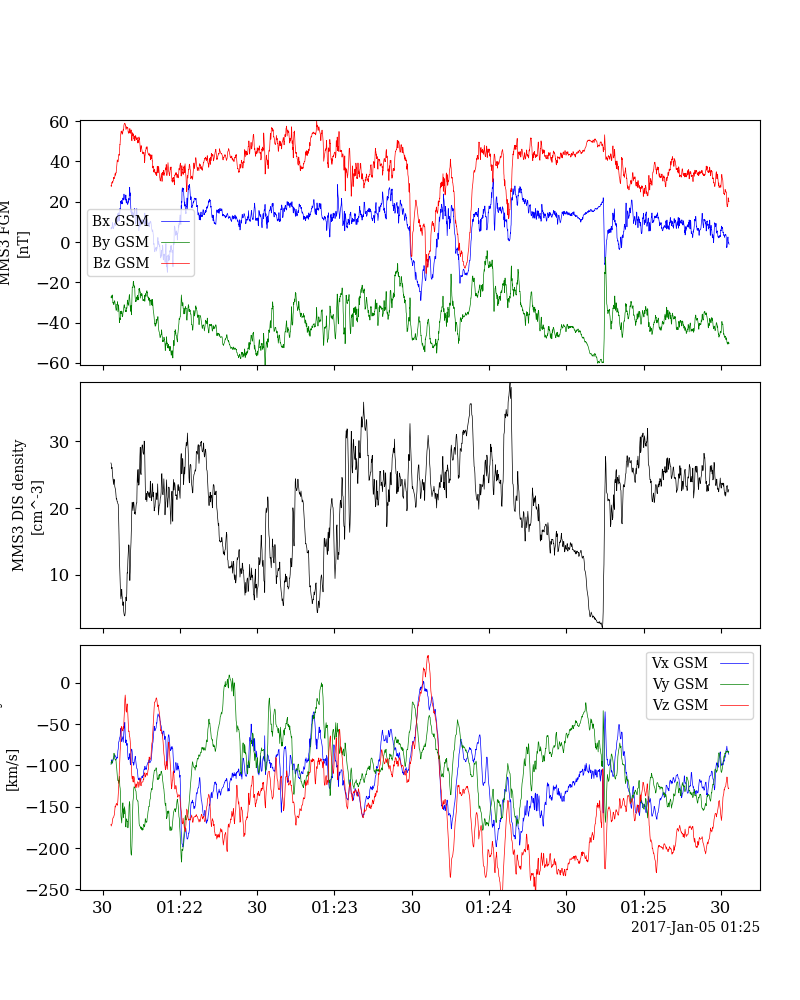 60
40
20
0
−20
−40
−60
MMS3 FGM
[nT]
Bx GSM
By GSM
Bz GSM
30
20
10
MMS3 DIS density
[cm^-3]
0
−50
−100
−150
−200
−250
[km/s]
Vx GSM
Vy GSM
Vz GSM
30 01:22 30 01:23 30 01:24 30 01:25 30
2017-Jan-05 01:25